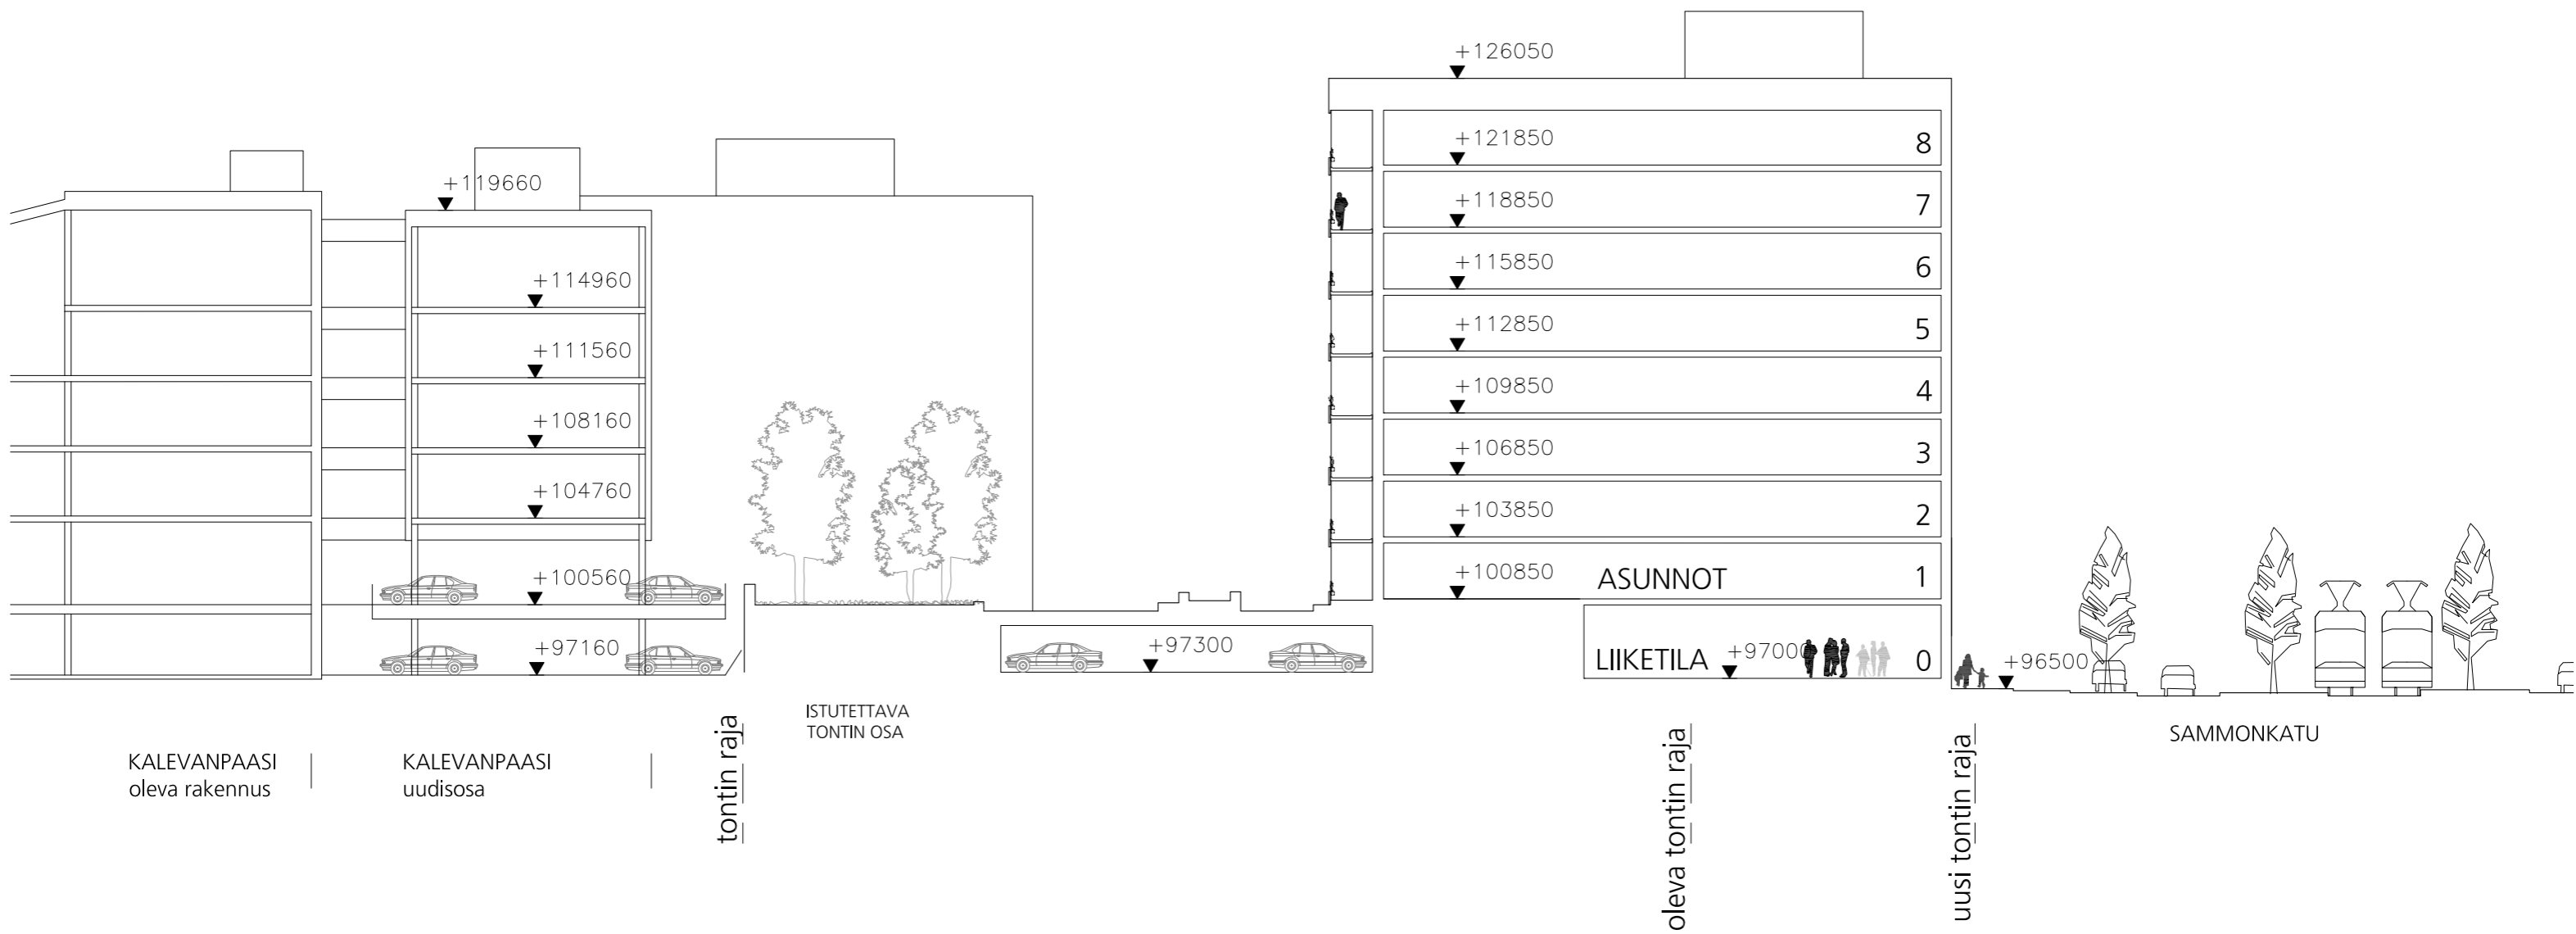 +126050
+121850
8
+119660
+118850
7
+114960
+115850
6
+111560
+112850
5
+108160
+109850
4
+104760
+106850
3
+103850
2
+100560
+100850
ASUNNOT
1
+97160
+97300
LIIKETILA
+97000
0
+96500
ISTUTETTAVA
TONTIN OSA
KALEVANPAASI
oleva rakennus
KALEVANPAASI
uudisosa
tontin raja
oleva tontin raja
uusi tontin raja
SAMMONKATU